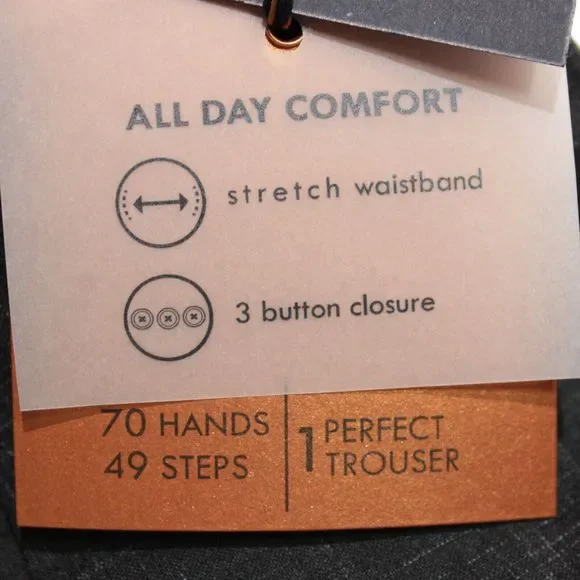 ALL DAY COMFORT
stretch waistband
3 button closure
70 HANDS
49 STEPS
1 PERFECT
TROUSER